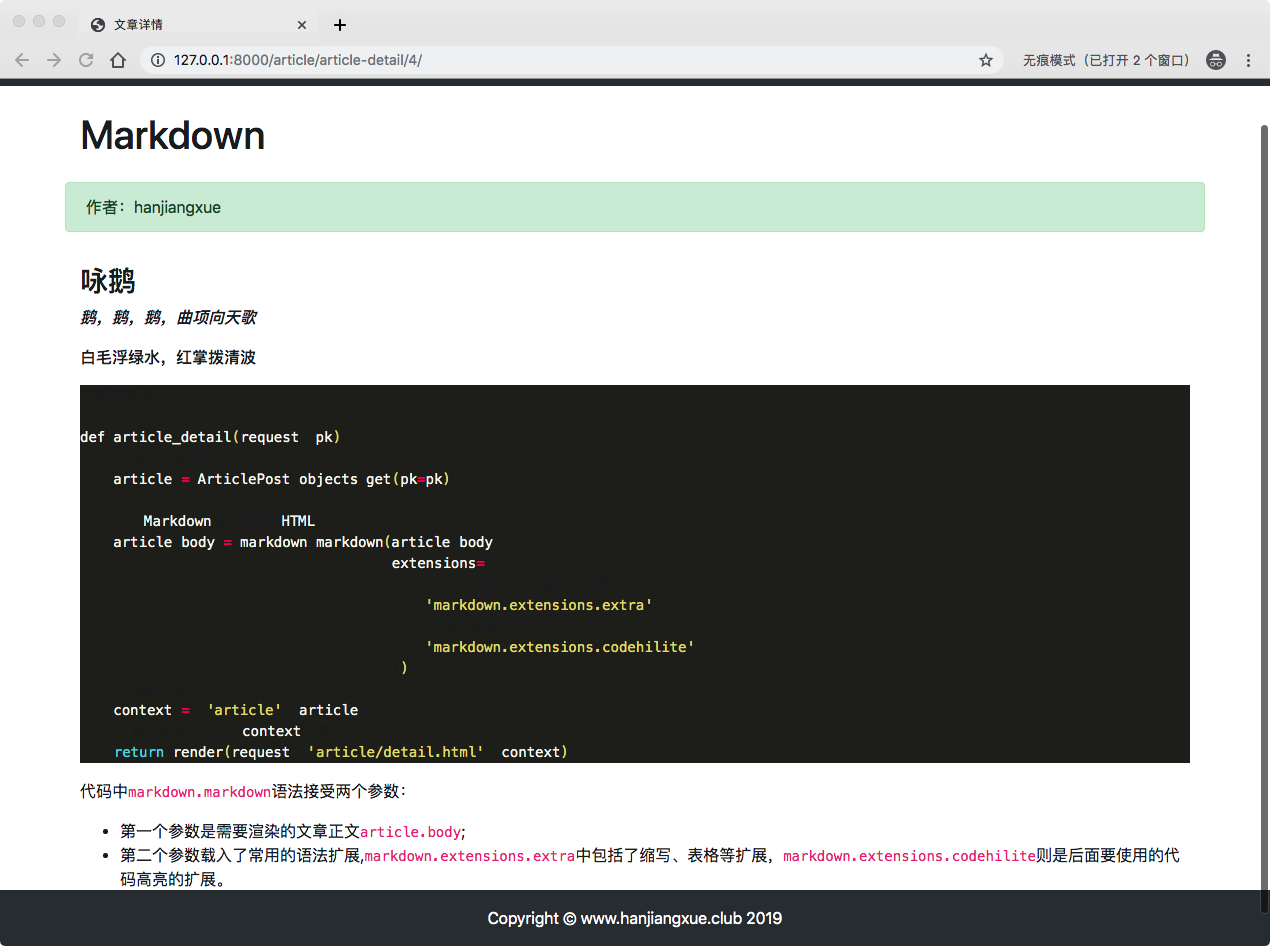 文章详情
127.0.0.1:8000/article/article-detail/4/
无痕模式（已打开 2 个窗口）
Markdown
作者：hanjiangxue
咏鹅
鹅，鹅，鹅，曲项向天歌
白毛浮绿水，红掌拨清波
def article_detail(request  pk)
article = ArticlePost objects get(pk=pk)
Markdown HTML
article body = markdown markdown(article body
extensions=
'markdown.extensions.extra'
'markdown.extensions.codehilite'
)
context =  'article'  article
context
return render(request  'article/detail.html'  context)
代码中markdown.markdown语法接受两个参数：
第一个参数是需要渲染的文章正文article.body;
第二个参数载入了常用的语法扩展,markdown.extensions.extra中包括了缩写、表格等扩展，markdown.extensions.codehilite则是后面要使用的代
码高亮的扩展。
Copyright © www.hanjiangxue.club 2019